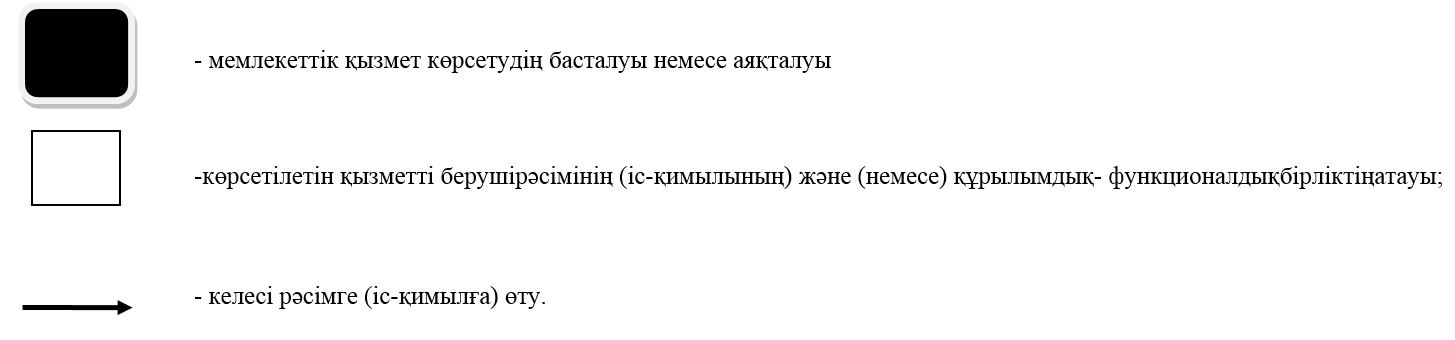 - мемлекеттік қызмет көрсетудің басталуы немесе аяқталуы
-көрсетілетін қызметті берушірәсімінің (іс-қимылының) және (немесе) құрылымдық- функционалдықбірліктіңатауы;
- келесі рәсімге (іс-қимылға) өту.